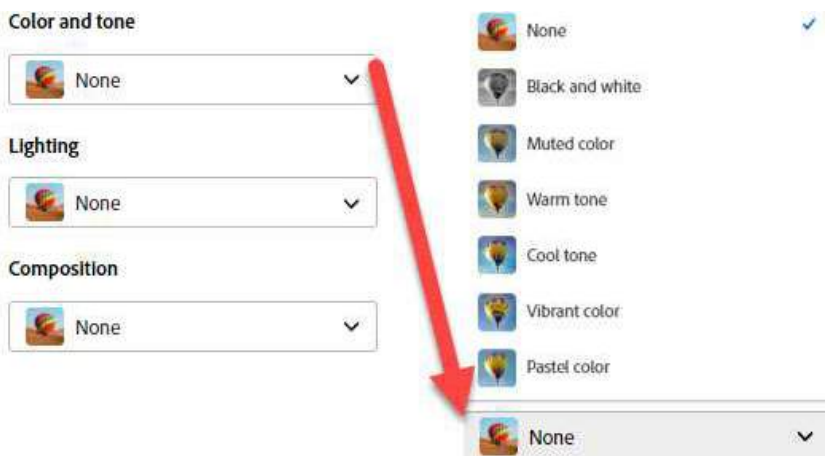 Color and tone
None
Lighting
None
Composition
None
None
Black and white
Muted color
Warm tone
Cool tone
Vibrant color
Pastel color
None